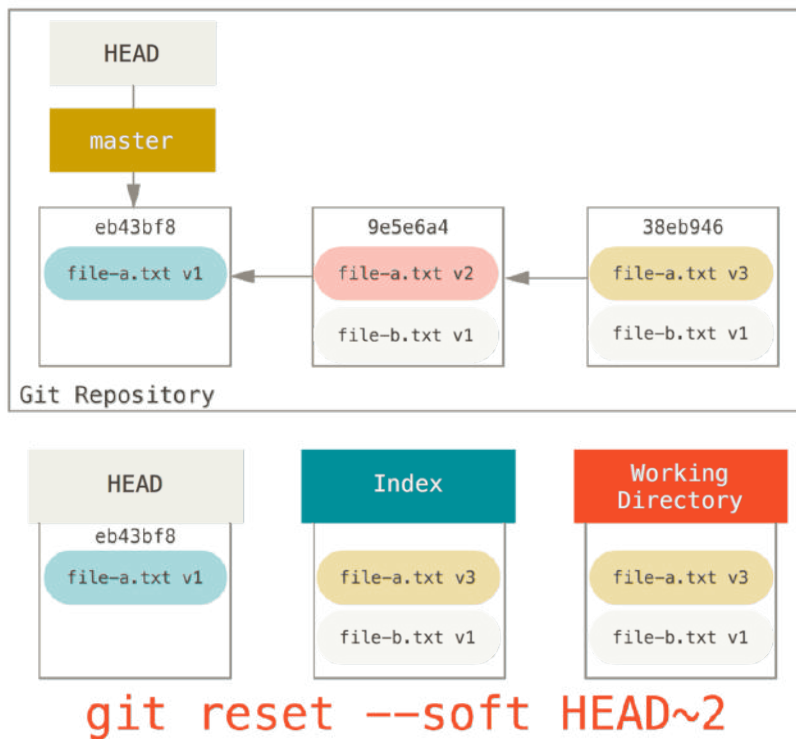 HEAD
master
eb43bf8 9e5e6a4 38eb946
file-a.txt v1 file-a.txt v2 file-a.txt v3
file-b.txt v1 file-b.txt v1
Git Repository
HEAD Index Working Directory
eb43bf8
file-a.txt v1 file-a.txt v3 file-a.txt v3
file-b.txt v1 file-b.txt v1
git reset --soft HEAD~2